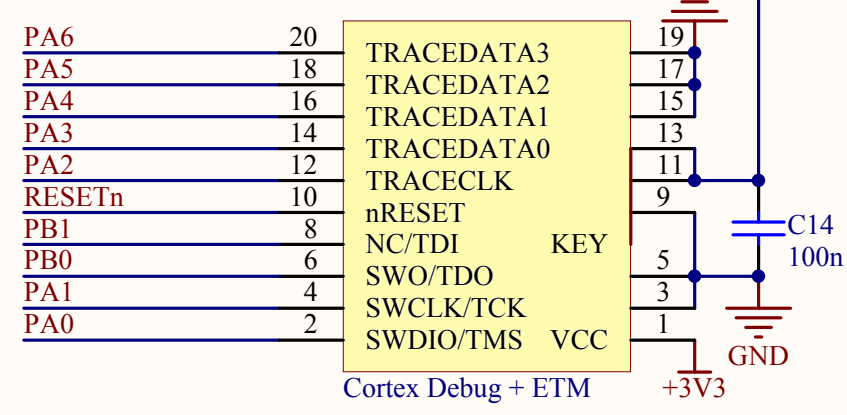 PA6 20 TRACEDATA3 19
PA5 18 TRACEDATA2 17
PA4 16 TRACEDATA1 15
PA3 14 TRACEDATA0 13
PA2 12 TRACECLK 11
RESETn 10 nRESET 9
PB1 8 NC/TDI KEY
PB0 6 SWO/TDO 5
PA1 4 SWCLK/TCK 3
PA0 2 SWDIO/TMS VCC 1
C14
100n
GND
Cortex Debug + ETM
+3V3